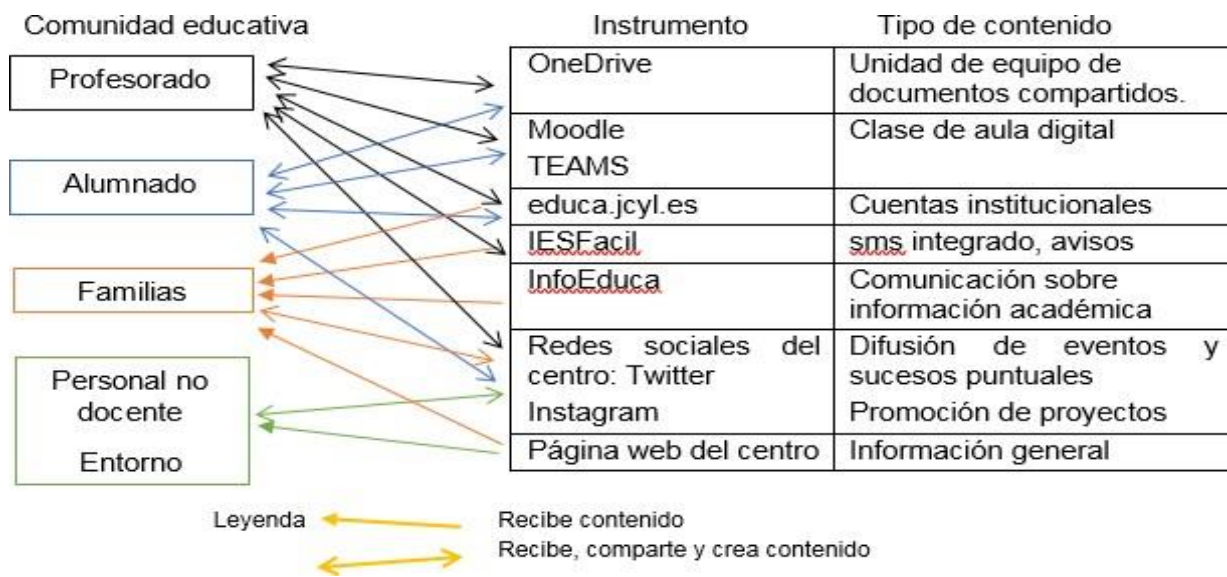 Comunidad educativa
Instrumento
Tipo de contenido
Profesorado
Alumnado
Familias
Personal no
docente
Entorno
OneDrive
Unidad de equipo de
documentos compartidos.
Moodle
Clase de aula digital
TEAMS
educa.jcyl.es
Cuentas institucionales
IESFacil
sms integrado, avisos
InfoEduca
Comunicación sobre
información académica
Redes sociales del
centro: Twitter
Difusión de eventos y
sucesos puntuales
Instagram
Promoción de proyectos
Página web del centro
Información general
Leyenda
Recibe contenido
Recibe, comparte y crea contenido